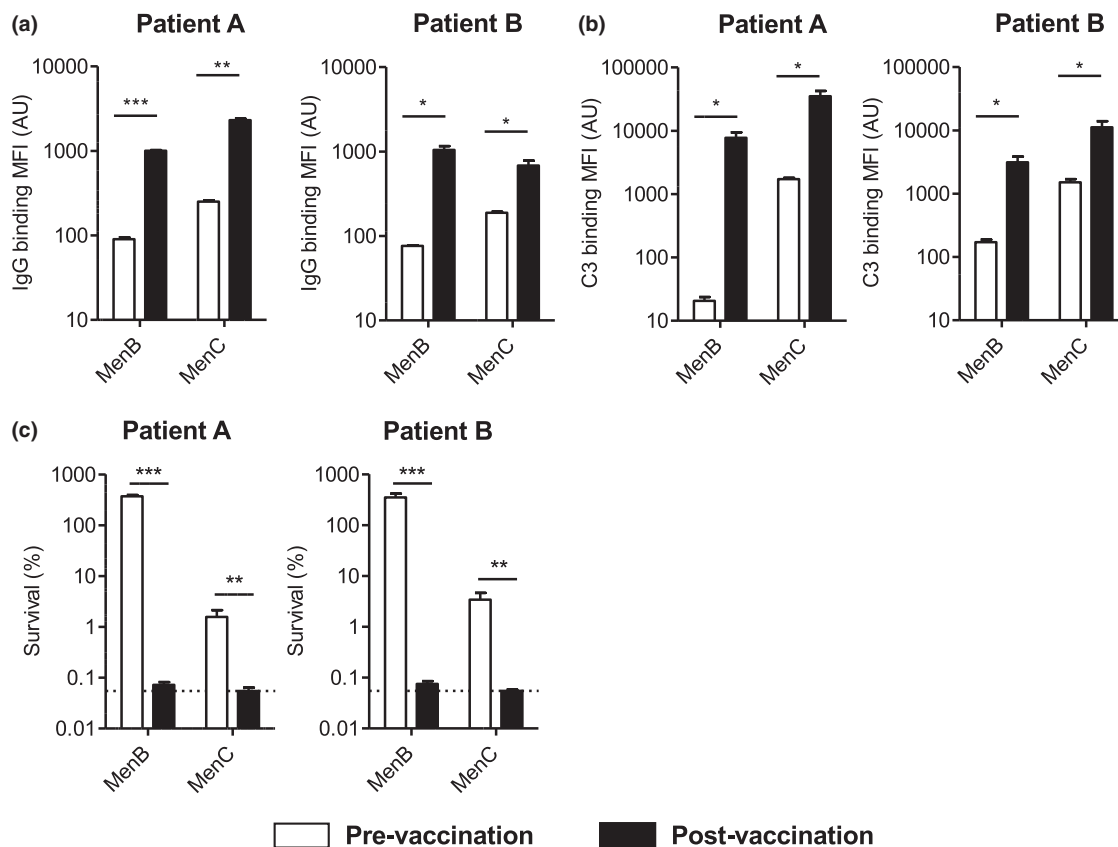 (a) Patient A Patient B (b) Patient A Patient B
IgG binding MFI (AU)
10000
1000
100
10
***
**
MenB
MenC
IgG binding MFI (AU)
10000
1000
100
10
*
*
MenB
MenC
C3 binding MFI (AU)
100000
10000
1000
100
10
*
*
MenB
MenC
C3 binding MFI (AU)
100000
10000
1000
100
10
*
*
MenB
MenC
(c) Patient A Patient B
Survival (%)
1000
100
10
1
0.1
0.01
***
**
MenB
MenC
Survival (%)
1000
100
10
1
0.1
0.01
***
**
MenB
MenC
Pre-vaccination Post-vaccination